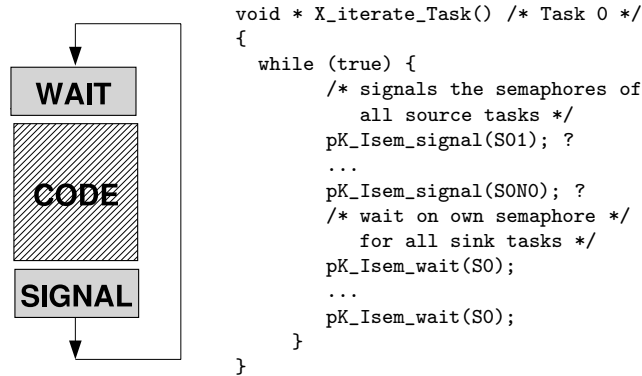 WAIT
CODE
SIGNAL
void * X_iterate_Task() /* Task 0 */
{
while (true) {
/* signals the semaphores of
all source tasks */
pK_Isem_signal(S01); ?
...
pK_Isem_signal(S0N0); ?
/* wait on own semaphore */
for all sink tasks */
pK_Isem_wait(S0);
...
pK_Isem_wait(S0);
}
}